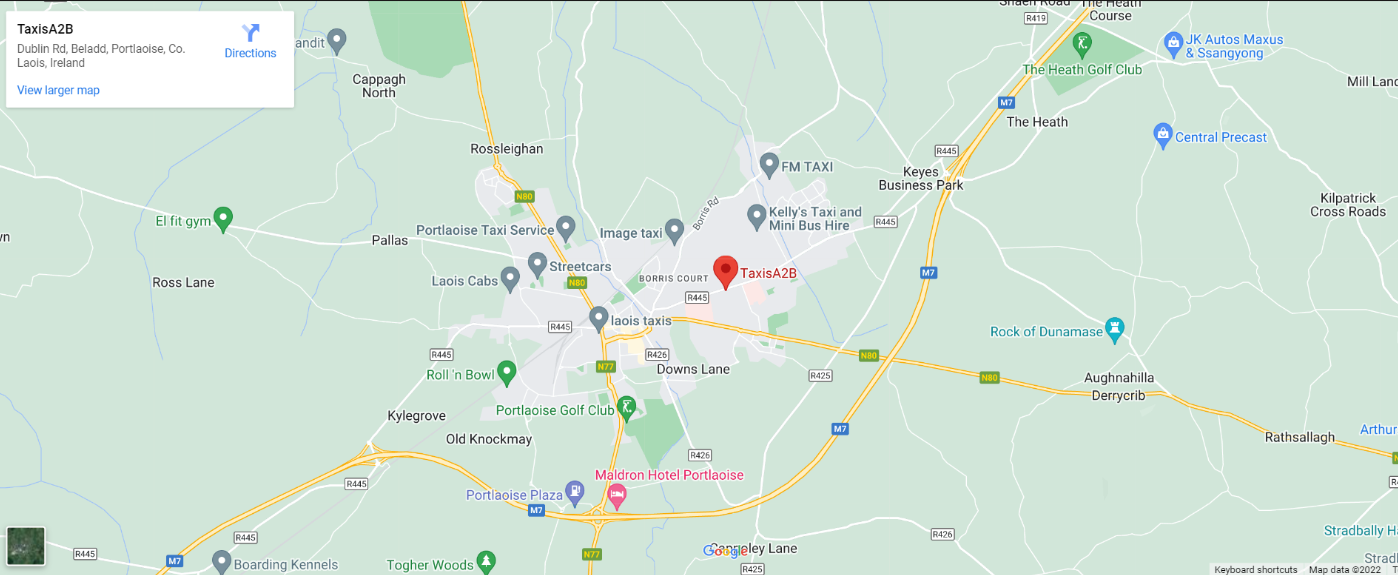 TaxisA2B
Dublin Rd, Beladd, Portlaoise, Co.
Laois, Ireland
Directions
View larger map
andit
Cappagh
North
The Heath
Course
R419
JK Autos Maxus
& Ssangyong
The Heath Golf Club
Mill Land
M7
The Heath
Central Precast
Rossleighan
R445
FM TAXI
Keyes
Business Park
N80
Borris Rd
Kilpatrick
Cross Roads
El fit gym
Portlaoise Taxi Service
Image taxi
Kelly's Taxi and
Mini Bus Hire
R445
wn
Pallas
Streetcars
Ross Lane
Laois Cabs
N80
BORRIS COURT
TaxisA2B
M7
R445
laois taxis
R445
Rock of Dunamase
R445
R426
N80
Roll 'n Bowl
N77
Downs Lane
R425
N80
Aughnahilla
Derrycrib
Portlaoise Golf Club
Kylegrove
M7
Arthur
Old Knockmay
Rathsallagh
R426
Maldron Hotel Portlaoise
R445
Portlaoise Plaza
M7
R445
R426
Stradbally Ha
R445
N77
Google
Lane
M7
Boarding Kennels
Togher Woods
R425
Stradb
Keyboard shortcuts
Map data ©2022
T